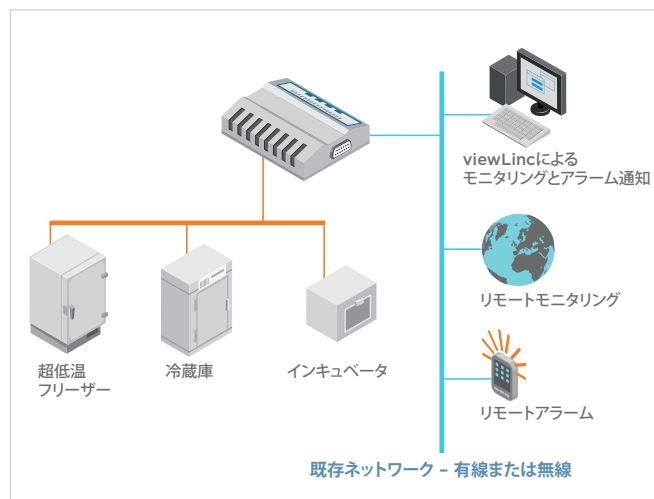 viewLincによる
モニタリングとアラーム通知
リモートモニタリング
超低温
フリーザー
冷蔵庫
インキュベータ
リモートアラーム
既存ネットワーク – 有線または無線